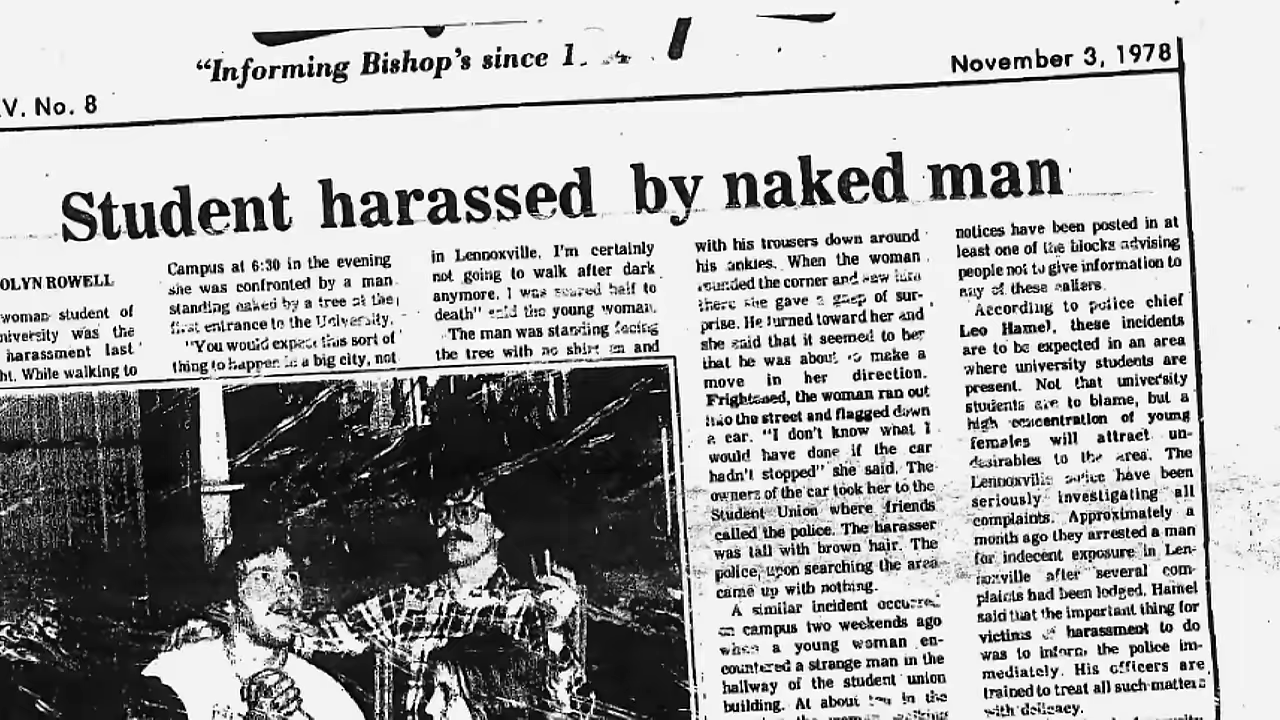 "Informing Bishop's since 1
November 3, 1978
.V. No. 8
Student harassed by naked man
OLYN ROWELL
woman student of
niversity was the
harassment last
ht. While walking to
Campus at 6:30 in the evening
she was confronted by a man
standing naked by a tree at the
first entrance to the University.
"You would expect this sort of
thing to happen in a big city, not
in Lennoxville. I'm certainly
not going to walk after dark
anymore. I was scared half to
death" said the young woman.
The man was standing facing
the tree with no shirt on and
with his trousers down around
his ankles. When the woman
rounded the corner and saw him
there she gave a gasp of sur-
prise. He turned toward her and
she said that it seemed to her
that he was about to make a
move in her direction.
Frightened, the woman ran out
into the street and flagged down
a car. "I don't know what I
would have done if the car
hadn't stopped" she said. The
owners of the car took her to the
Student Union where friends
called the police. The harasser
was tall with brown hair. The
police, upon searching the area
came up with nothing.
A similar incident occurred
on campus two weekends ago
when a young woman en-
countered a strange man in the
hallway of the student union
building. At about in the
the woman
notices have been posted in at
least one of the blocks advising
people not to give information to
any of these callers.
According to police chief
Leo Hamel, these incidents
are to be expected in an area
where university students are
present. Not that university
students are to blame, but a
high concentration of young
females will attract un-
desirables to the area. The
Lennoxville police have been
seriously investigating all
complaints. Approximately a
month ago they arrested a man
for indecent exposure in Len-
noxville after several com-
plaints had been lodged. Hamel
said that the important thing for
victims of harassment to do
was to inform the police im-
mediately. His officers are
trained to treat all such matters
with delicacy.